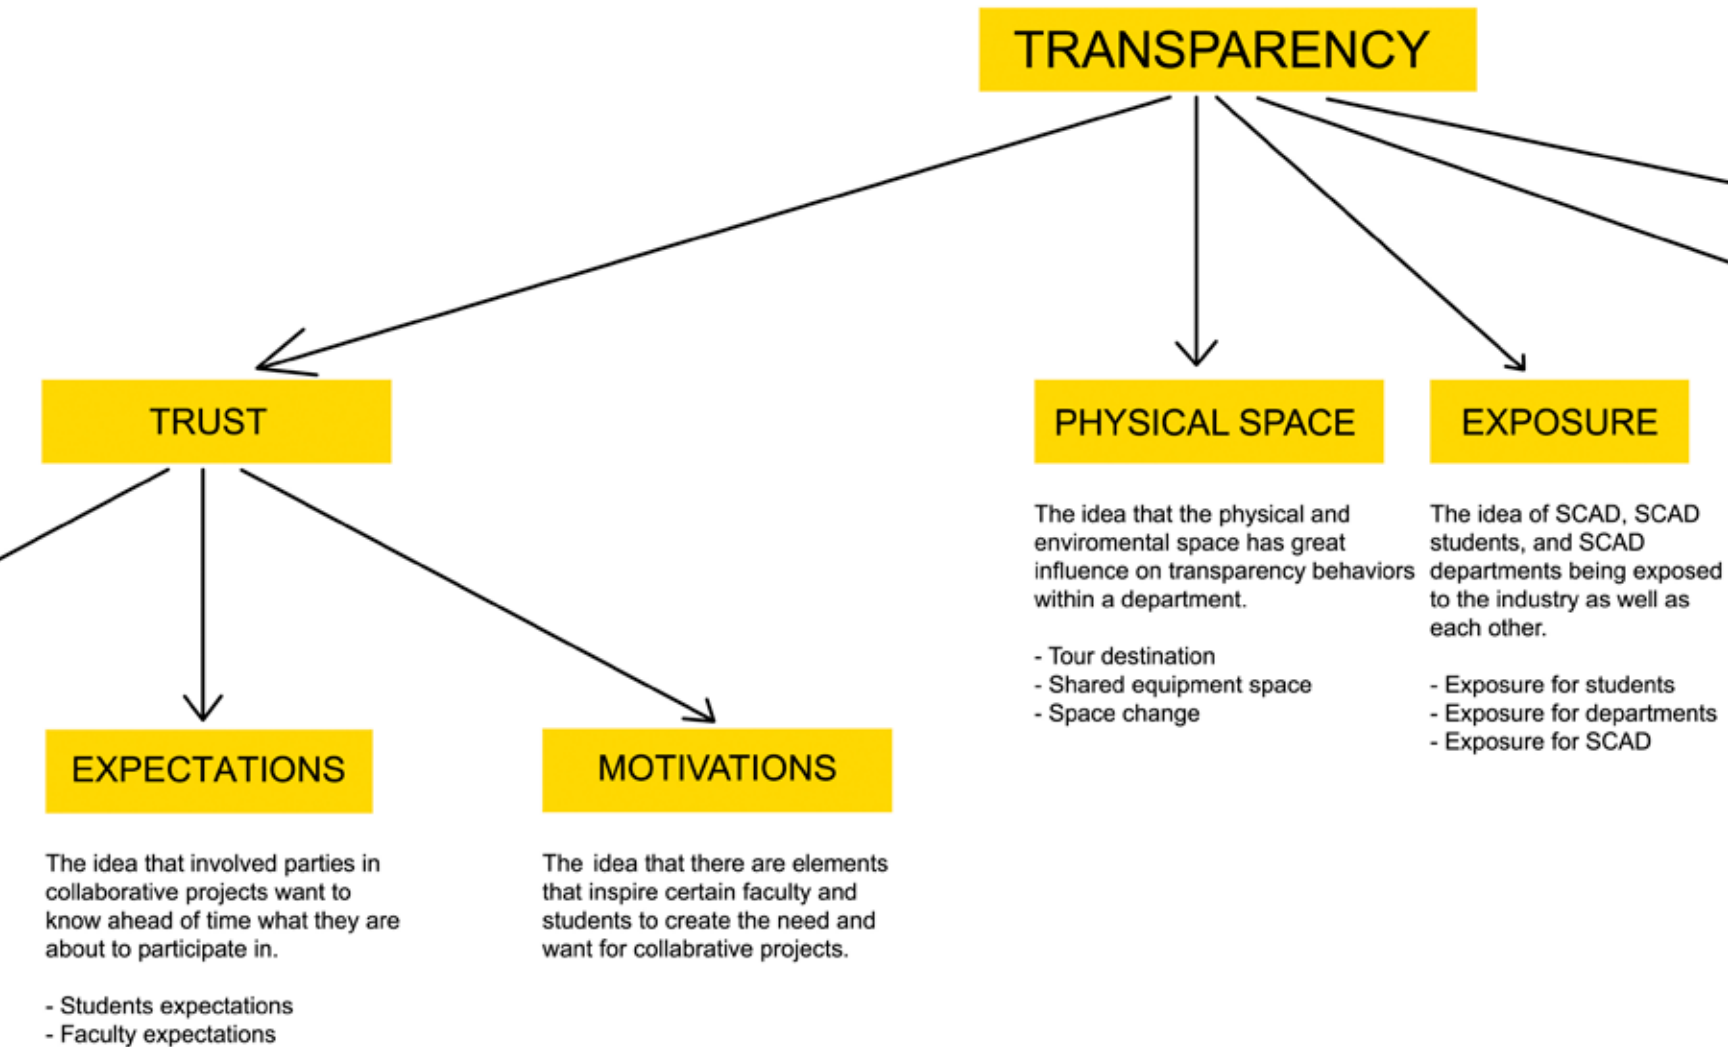 TRANSPARENCY
TRUST
PHYSICAL SPACE
The idea that the physical and
enviromental space has great
influence on transparency behaviors
within a department.
- Tour destination
- Shared equipment space
- Space change
EXPOSURE
The idea of SCAD, SCAD
students, and SCAD
departments being exposed
to the industry as well as
each other.
- Exposure for students
- Exposure for departments
- Exposure for SCAD
EXPECTATIONS
The idea that involved parties in
collaborative projects want to
know ahead of time what they are
about to participate in.
- Students expectations
- Faculty expectations
MOTIVATIONS
The idea that there are elements
that inspire certain faculty and
students to create the need and
want for collabrative projects.